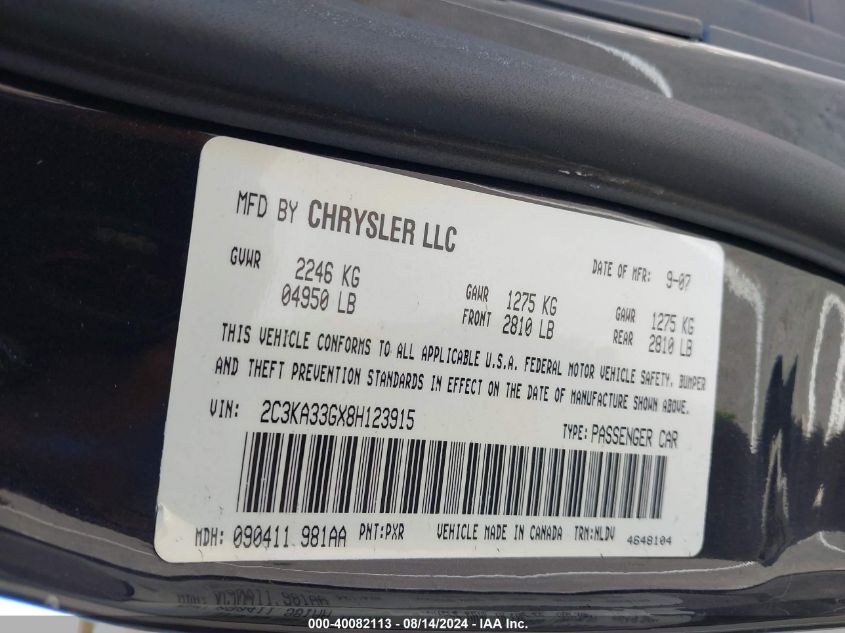 MFD BY CHRYSLER LLC
DATE OF MFR: 9-07
GVWR 2246 KG
04950 LB
GAWR FRONT 1275 KG
2810 LB
GAWR REAR 1275 KG
2810 LB
THIS VEHICLE CONFORMS TO ALL APPLICABLE U.S.A. FEDERAL MOTOR VEHICLE SAFETY, BUMPER
AND THEFT PREVENTION STANDARDS IN EFFECT ON THE DATE OF MANUFACTURE SHOWN ABOVE.
VIN: 2C3KA33GX8H123915
TYPE: PASSENGER CAR
MDH: 090411 981AA PNT:PXR VEHICLE MADE IN CANADA TRM:NLDV 4648104
000-40082113 - 08/14/2024 - IAA Inc.